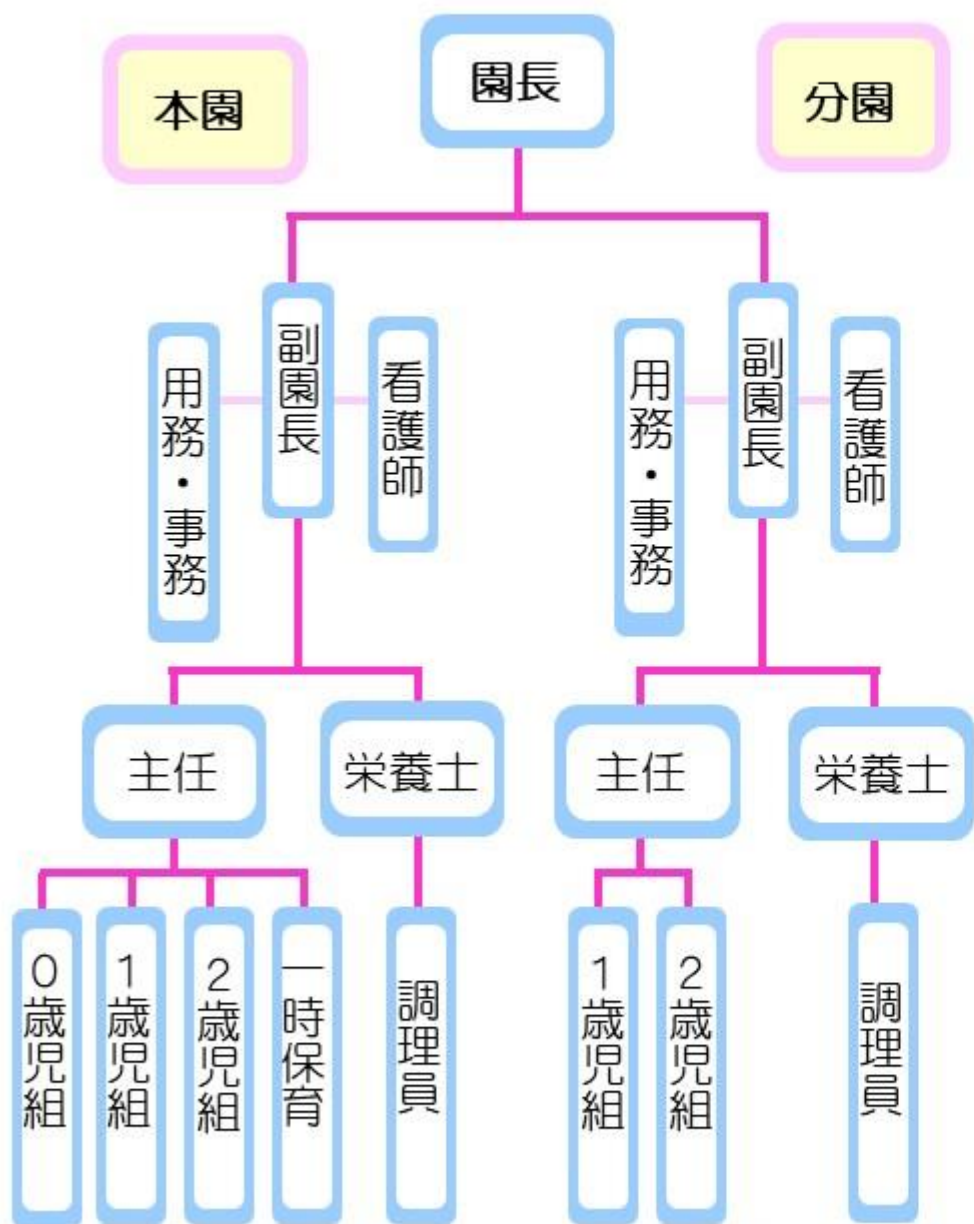 本園
園長
分園
用務・事務
副園長
看護師
用務・事務
副園長
看護師
主任
栄養士
主任
栄養士
0歳児組
1歳児組
2歳児組
一時保育
調理員
1歳児組
2歳児組
調理員